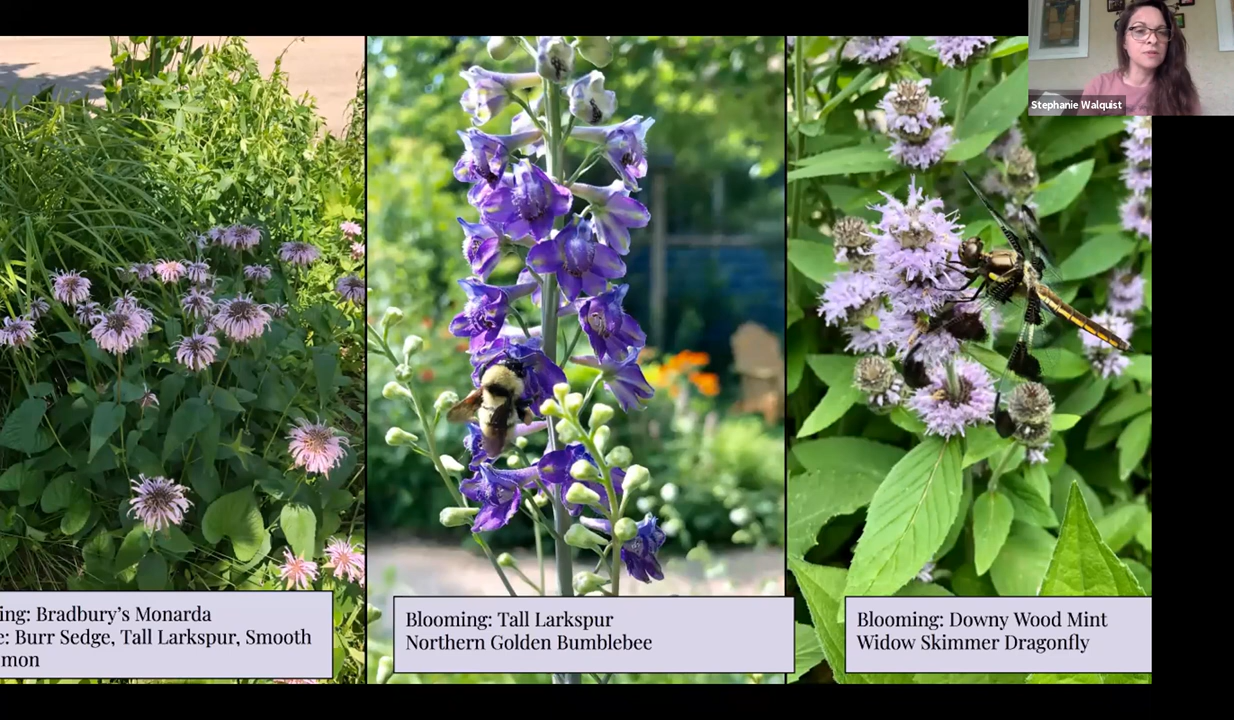 Stephanie Walquist
ing: Bradbury's Monarda
e: Burr Sedge, Tall Larkspur, Smooth
mon
Blooming: Tall Larkspur
Northern Golden Bumblebee
Blooming: Downy Wood Mint
Widow Skimmer Dragonfly